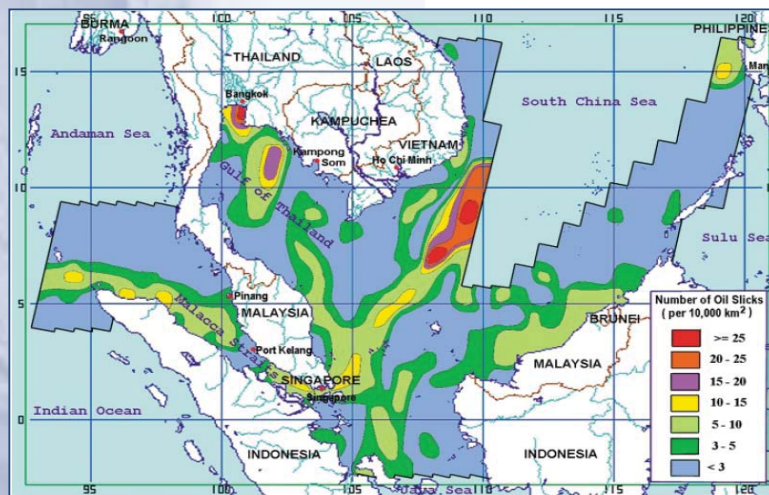 95
100
105
110
115
120
BURMA
Rangoon
PHILIPPINE
THAILAND
LAOS
15
Man
Bangkok
South China Sea
Andaman Sea
KAMPUCHEA
VIETNAM
Kampong
Som
Ho Chi Minh
10
Gulf of Thailand
Sulu Sea
5
Pinang
MALAYSIA
Malacca Straits
BRUNEI
Port Kelang
MALAYSIA
SINGAPORE
Singapore
Indian Ocean
0
INDONESIA
INDONESIA
Java Sea
95
100
105
110
115
120
Number of Oil Slicks
( per 10,000 km² )
>= 25
20 - 25
15 - 20
10 - 15
5 - 10
3 - 5
< 3